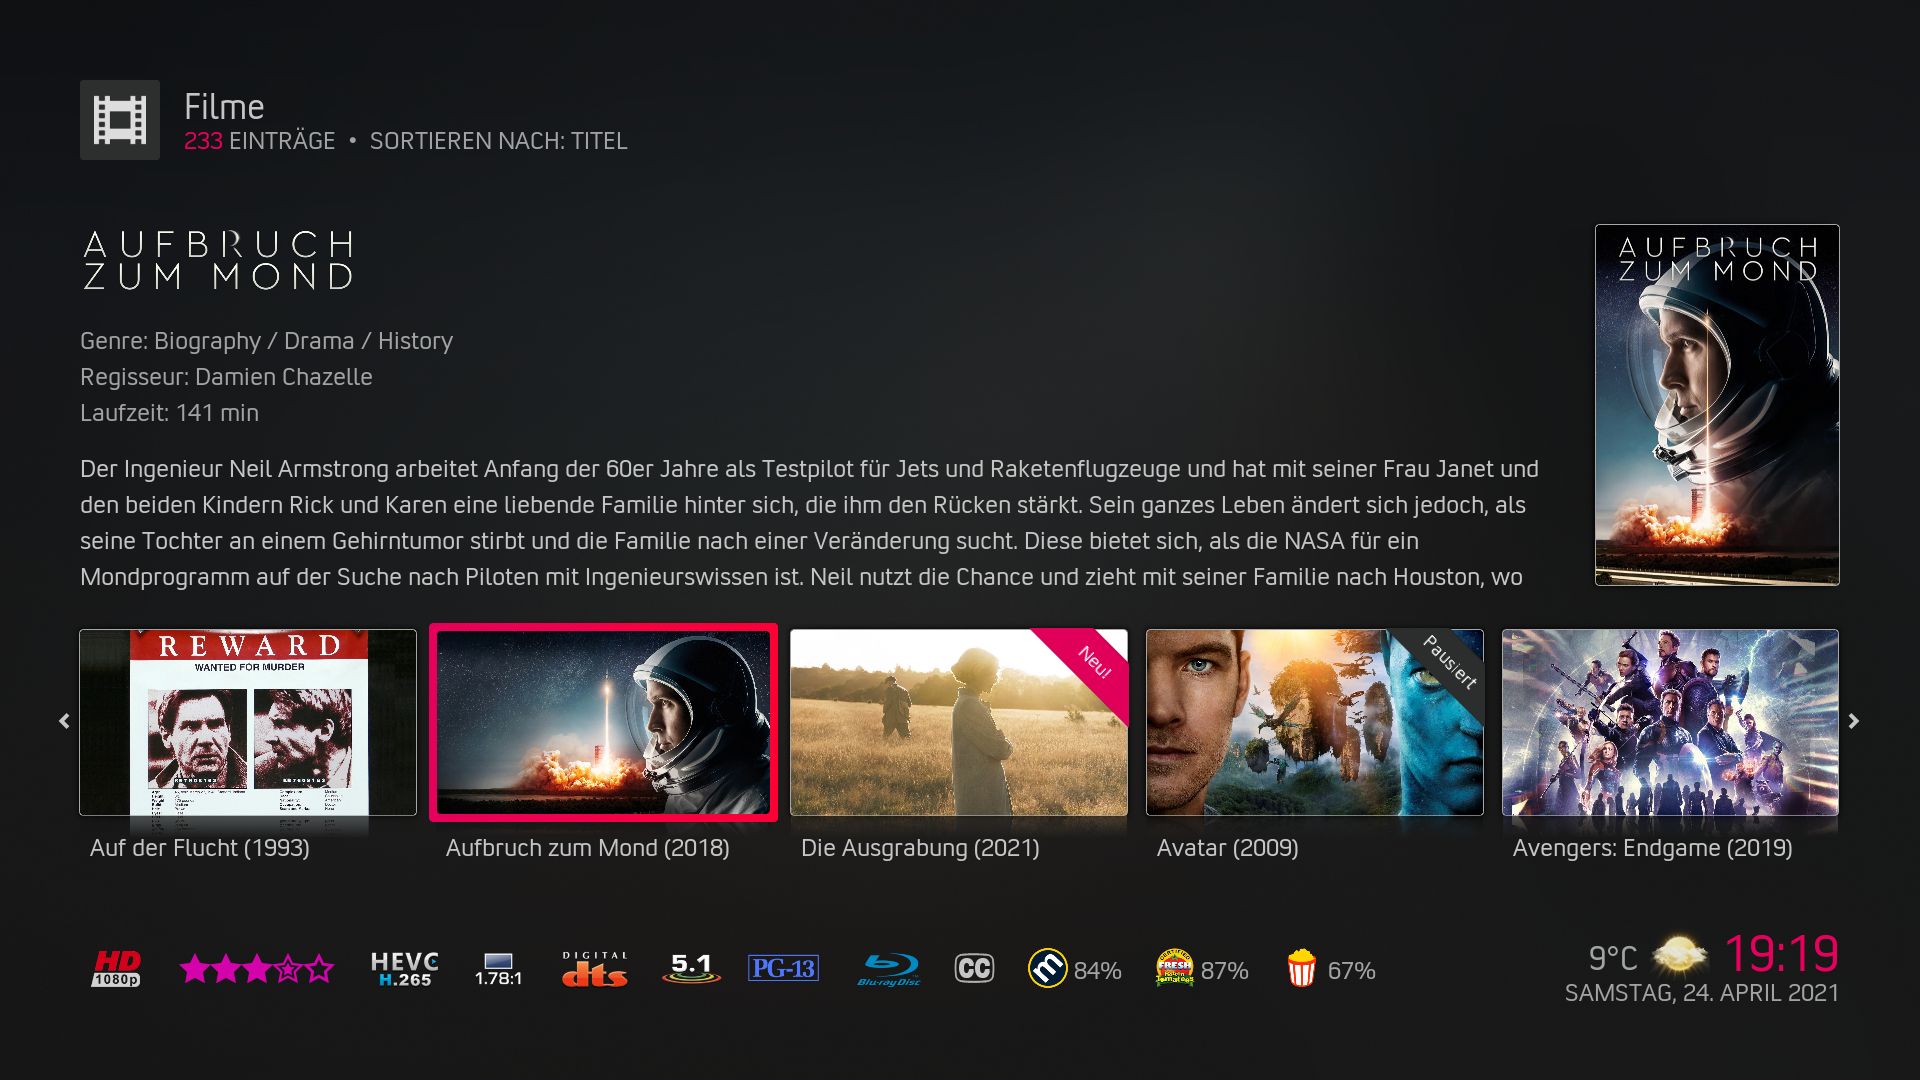 Filme
233 EINTRÄGE • SORTIEREN NACH: TITEL
AUFBRUCH
ZUM MOND
Genre: Biography / Drama / History
Regisseur: Damien Chazelle
Laufzeit: 141 min
Der Ingenieur Neil Armstrong arbeitet Anfang der 60er Jahre als Testpilot für Jets und Raketenflugzeuge und hat mit seiner Frau Janet und
den beiden Kindern Rick und Karen eine liebende Familie hinter sich, die ihm den Rücken stärkt. Sein ganzes Leben ändert sich jedoch, als
seine Tochter an einem Gehirntumor stirbt und die Familie nach einer Veränderung sucht. Diese bietet sich, als die NASA für ein
Mondprogramm auf der Suche nach Piloten mit Ingenieurswissen ist. Neil nutzt die Chance und zieht mit seiner Familie nach Houston, wo
AUFBRUCH
ZUM MOND
REWARD
WANTED FOR MURDER
Neu!
Pausiert
Auf der Flucht (1993)
Aufbruch zum Mond (2018)
Die Ausgrabung (2021)
Avatar (2009)
Avengers: Endgame (2019)
HD
1080p
HEVC
H.265
1.78:1
DIGITAL
dts
5.1
PG-13
Blu-ray Disc
CC
m 84%
FRESH
87%
67%
9°C
19:19
SAMSTAG, 24. APRIL 2021